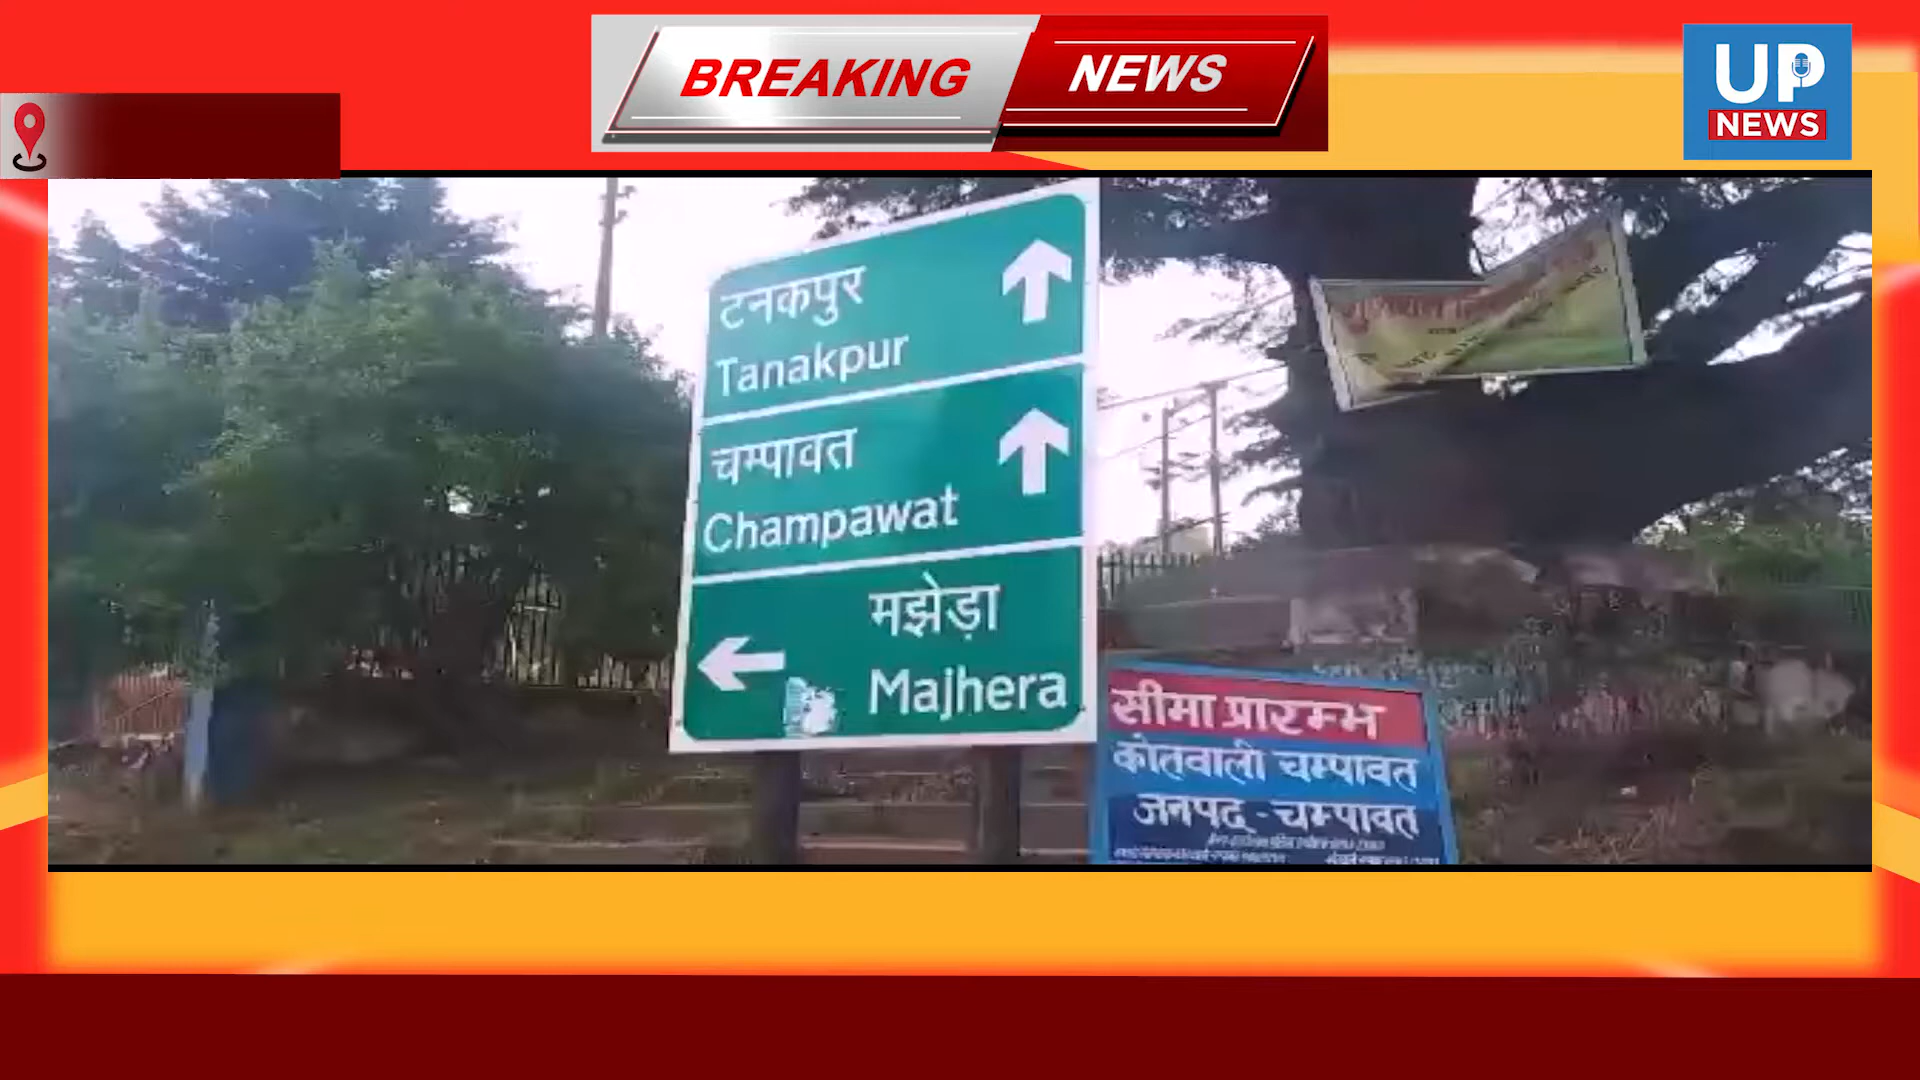 BREAKING NEWS
UP
NEWS
टनकपुर
Tanakpur
चम्पावत
Champawat
मझेड़ा
Majhera
सीमा प्रारम्भ
कोतवाली चम्पावत
जनपद - चम्पावत